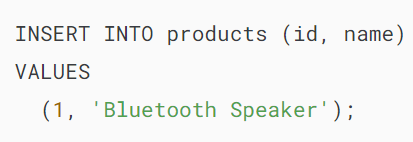 INSERT INTO products (id, name)
VALUES
  (1, 'Bluetooth Speaker');